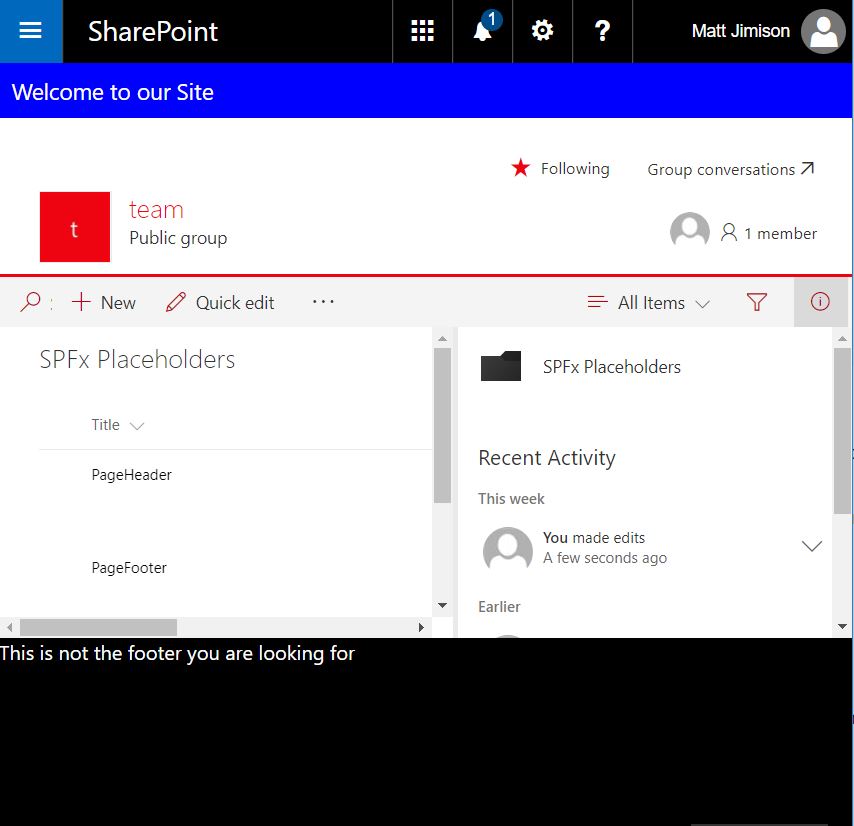 SharePoint
1
?
Matt Jimison
Welcome to our Site
Following
Group conversations
t
team
Public group
1 member
New
Quick edit
...
All Items
SPFx Placeholders
Title
PageHeader
PageFooter
SPFx Placeholders
Recent Activity
This week
You made edits
A few seconds ago
Earlier
This is not the footer you are looking for